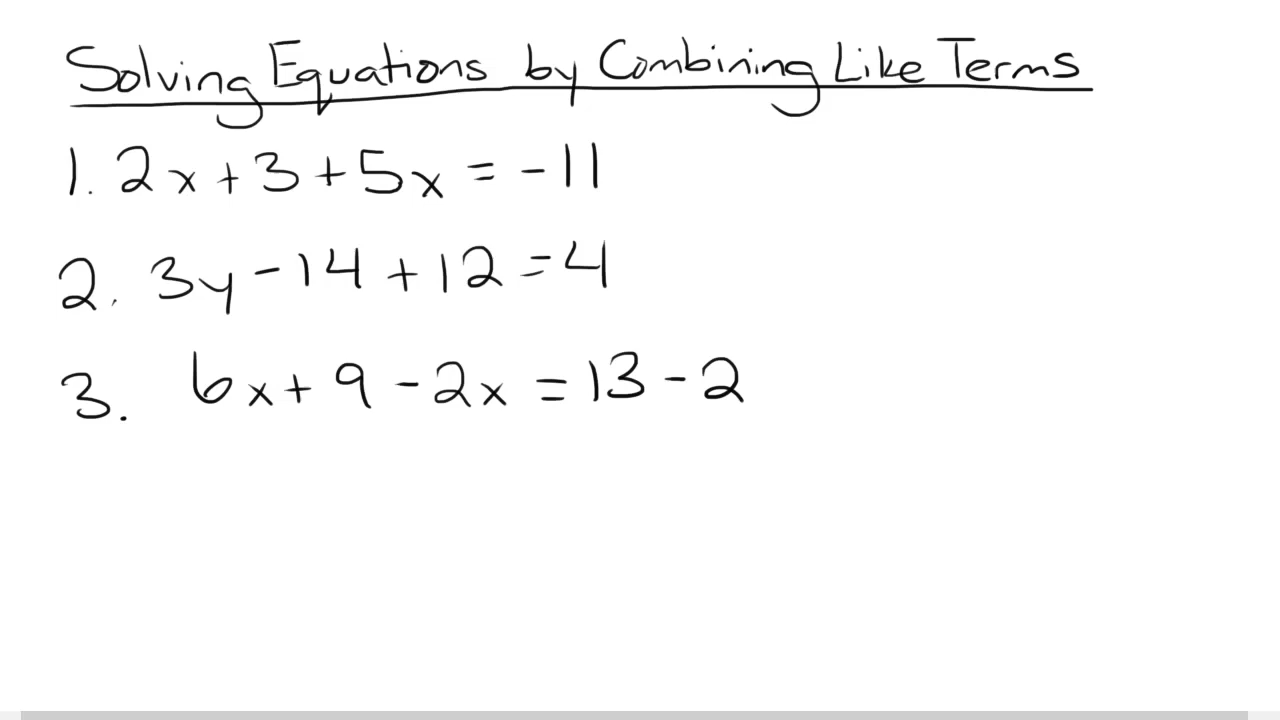 Solving Equations by Combining Like Terms
1. 2x + 3 + 5x = -11
2. 3y - 14 + 12 = 4
3. 6x + 9 - 2x = 13 - 2